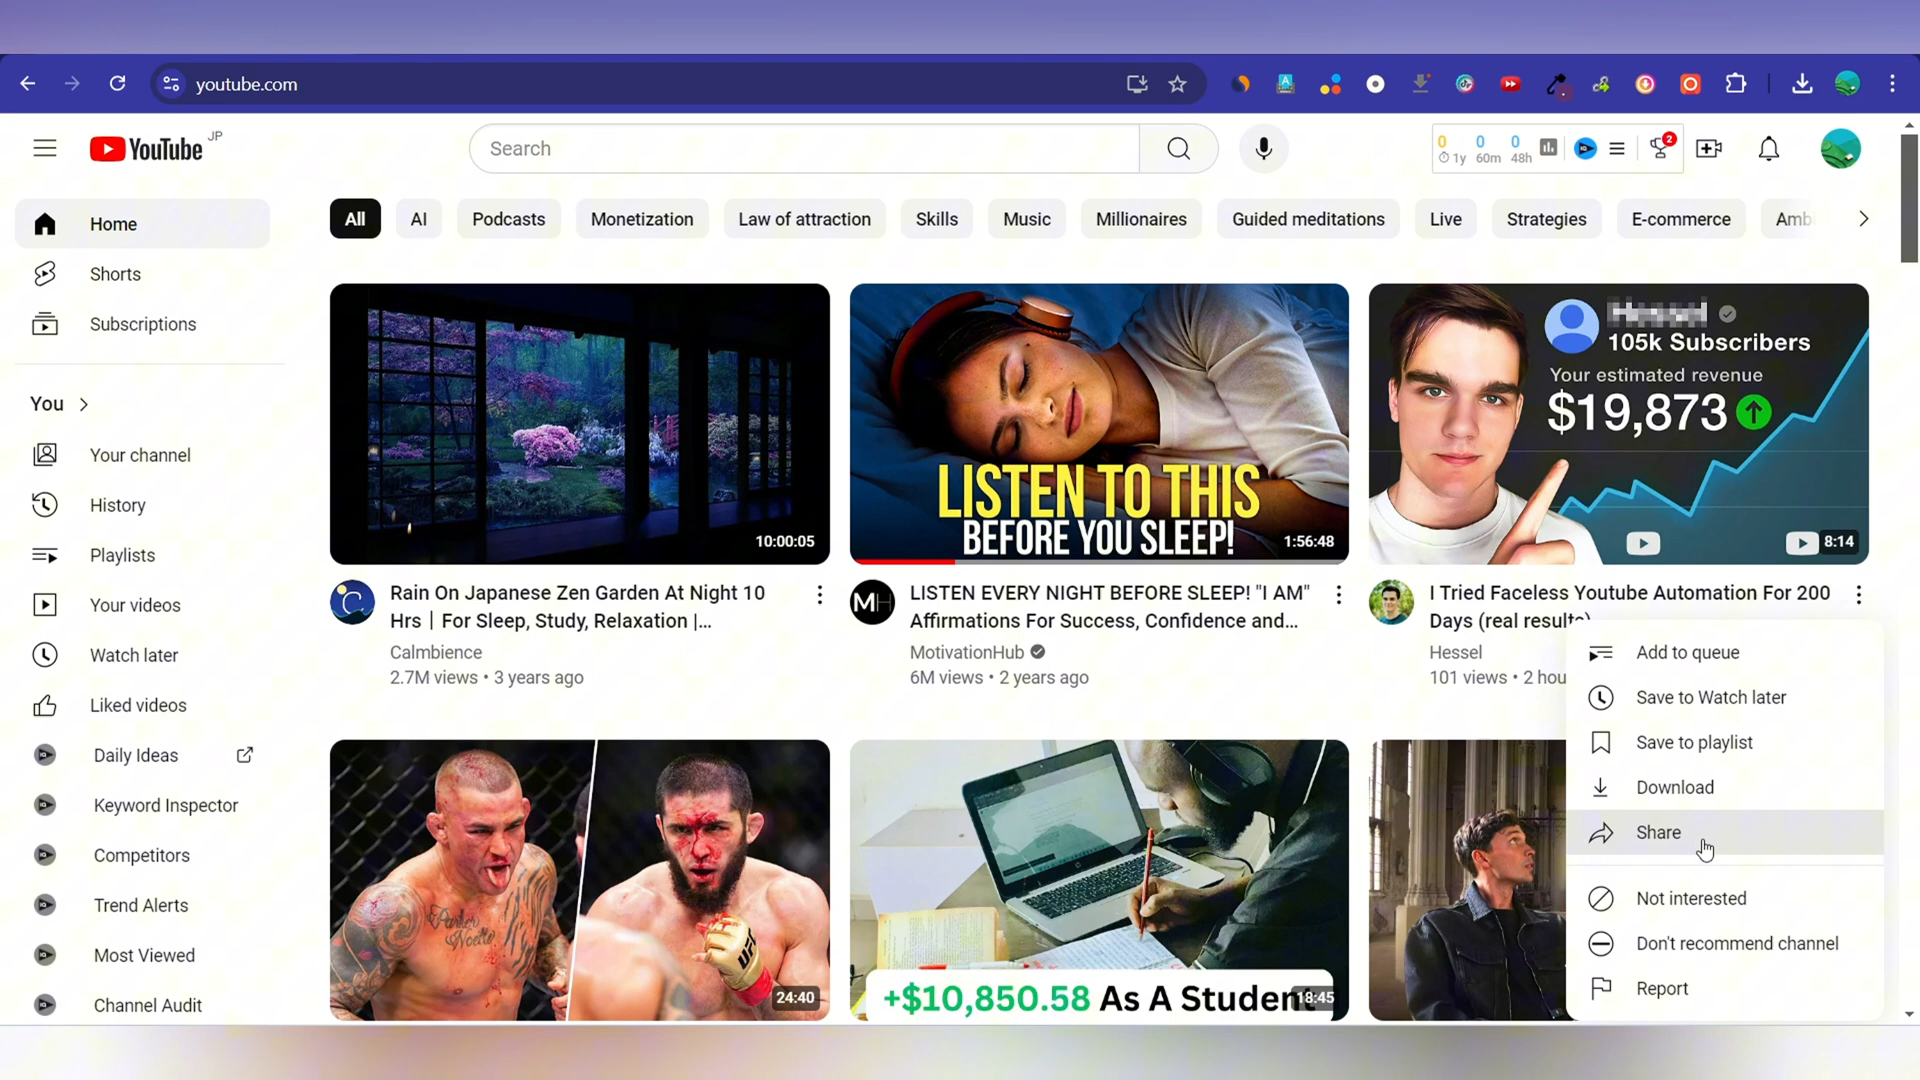 youtube.com
YouTube JP
Search
0 0 0
1y 60m 48h
2
Home
Shorts
Subscriptions
You
Your channel
History
Playlists
Your videos
Watch later
Liked videos
Daily Ideas
Keyword Inspector
Competitors
Trend Alerts
Most Viewed
Channel Audit
All AI Podcasts Monetization Law of attraction Skills Music Millionaires Guided meditations Live Strategies E-commerce Amb
10:00:05
Rain On Japanese Zen Garden At Night 10
Hrs | For Sleep, Study, Relaxation |...
Calmbience
2.7M views • 3 years ago
LISTEN TO THIS
BEFORE YOU SLEEP!
1:56:48
MH
LISTEN EVERY NIGHT BEFORE SLEEP! "I AM"
Affirmations For Success, Confidence and...
MotivationHub
6M views • 2 years ago
105k Subscribers
Your estimated revenue
$19,873
8:14
I Tried Faceless Youtube Automation For 200
Days (real results)
Hessel
101 views • 2 hou
Add to queue
Save to Watch later
Save to playlist
Download
Share
Not interested
Don't recommend channel
Report
Parker
Noelle
UFC
24:40
+$10,850.58 As A Student
18:45